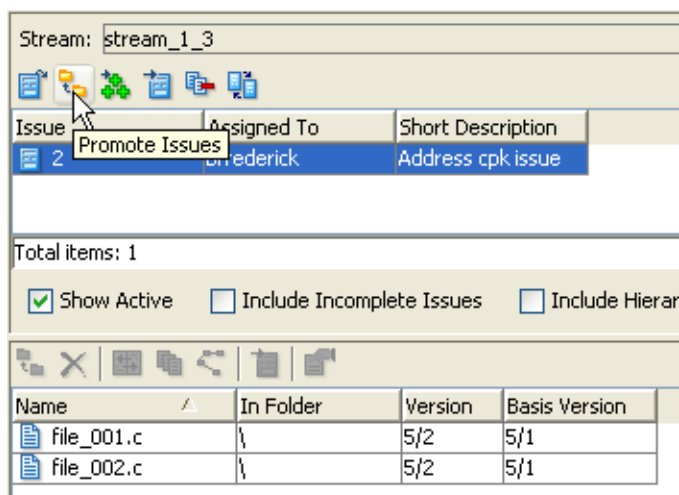 Stream: stream_1_3
Issue Assigned To Short Description
Promote Issues
2 rederick Address cpk issue
Total items: 1
Show Active Include Incomplete Issues Include Hierar
Name In Folder Version Basis Version
file_001.c \ 5/2 5/1
file_002.c \ 5/2 5/1